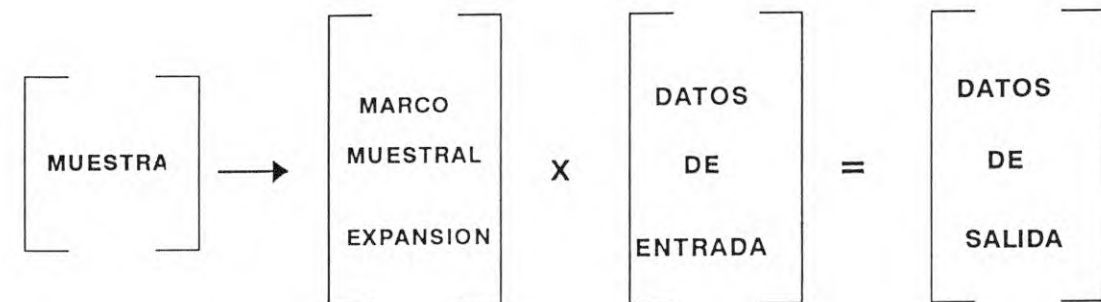 MUESTRA
MARCO
MUESTRAL
EXPANSION
X
DATOS
DE
ENTRADA
=
DATOS
DE
SALIDA